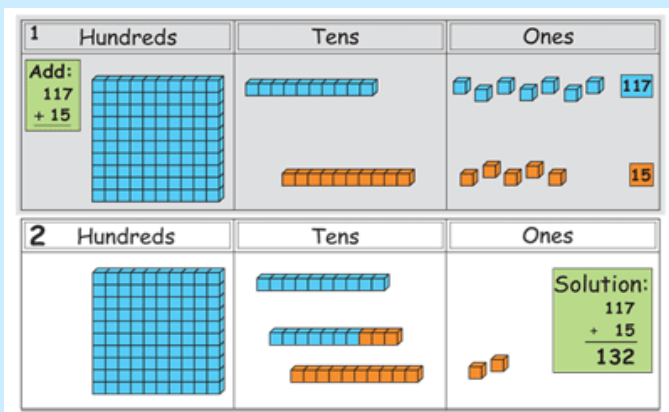 1 Hundreds Tens Ones
Add:
117
+ 15
117
15
2 Hundreds Tens Ones
Solution:
117
+ 15
132